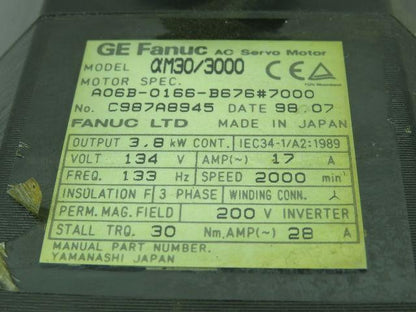 GE Fanuc AC Servo Motor
MODEL αM30/3000
MOTOR SPEC.
A06B-0166-B676#7000
No. C987A8945 DATE 98.07
FANUC LTD MADE IN JAPAN
OUTPUT 3.8 kW CONT. IEC34-1/A2:1989
VOLT 134 V AMP(~) 17 A
FREQ. 133 Hz SPEED 2000 min⁻¹
INSULATION F 3 PHASE WINDING CONN. ⅄
PERM. MAG. FIELD 200 V INVERTER
STALL TRQ. 30 Nm, AMP(~) 28 A
MANUAL PART NUMBER.
YAMANASHI JAPAN
CE